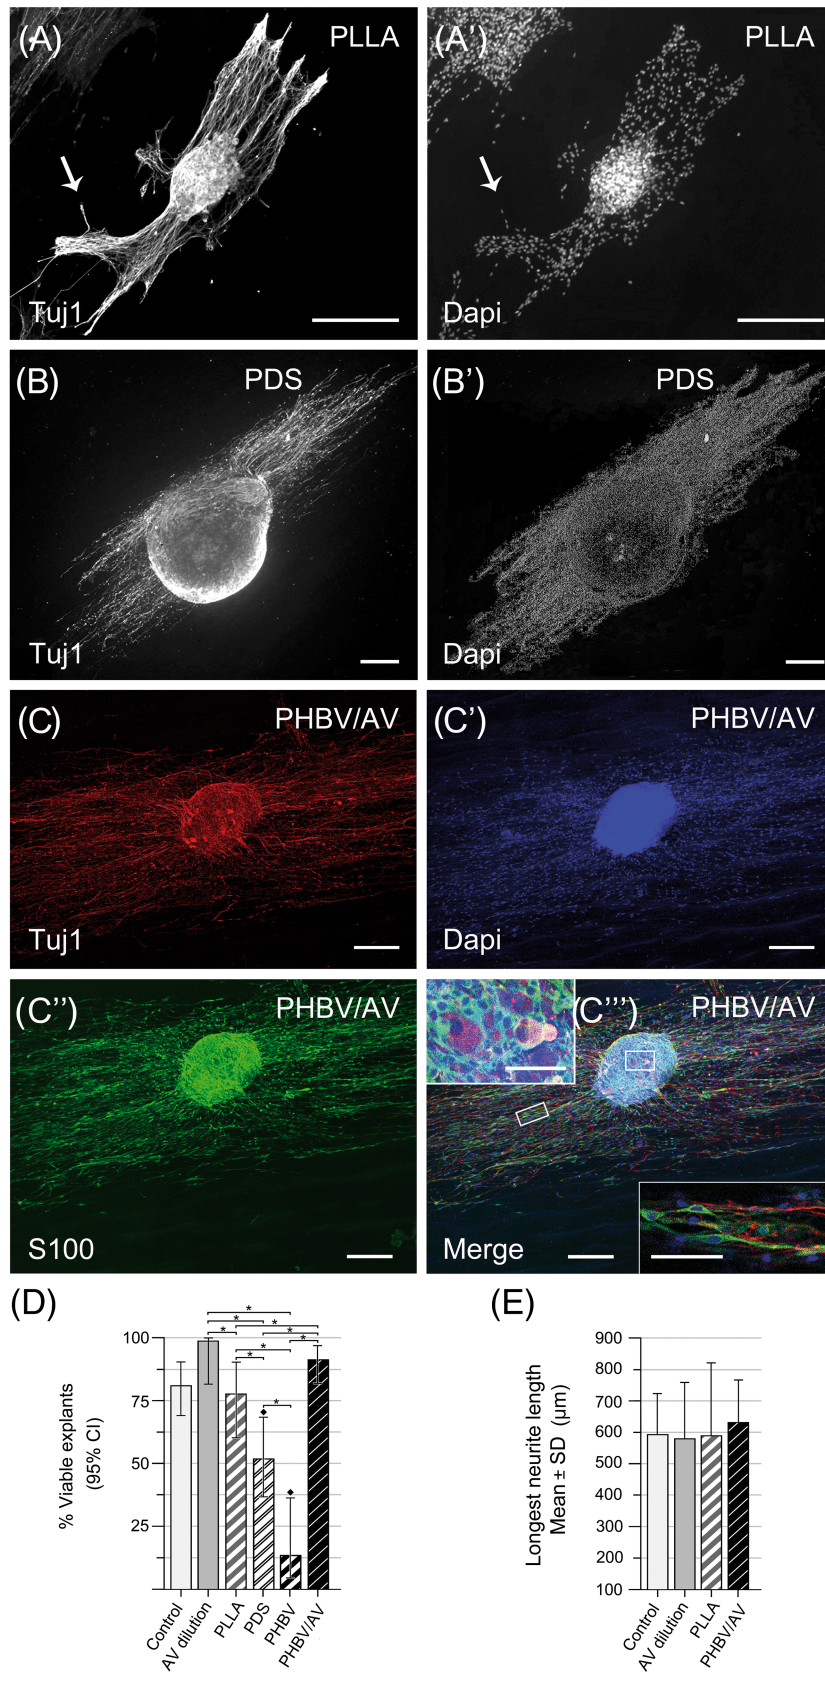 (A) PLLA
Tuj1
(A') PLLA
Dapi
(B) PDS
Tuj1
(B') PDS
Dapi
(C) PHBV/AV
Tuj1
(C') PHBV/AV
Dapi
(C'') PHBV/AV
S100
(C''') PHBV/AV
Merge
(D)
% Viable explants
(95% CI)
100
75
50
25
* * * * * * * * *
Control
AV dilution
PLLA
PDS
PHBV
PHBV/AV
(E)
Longest neurite length
Mean ± SD (μm)
900
800
700
600
500
400
300
200
100
Control
AV dilution
PLLA
PHBV/AV